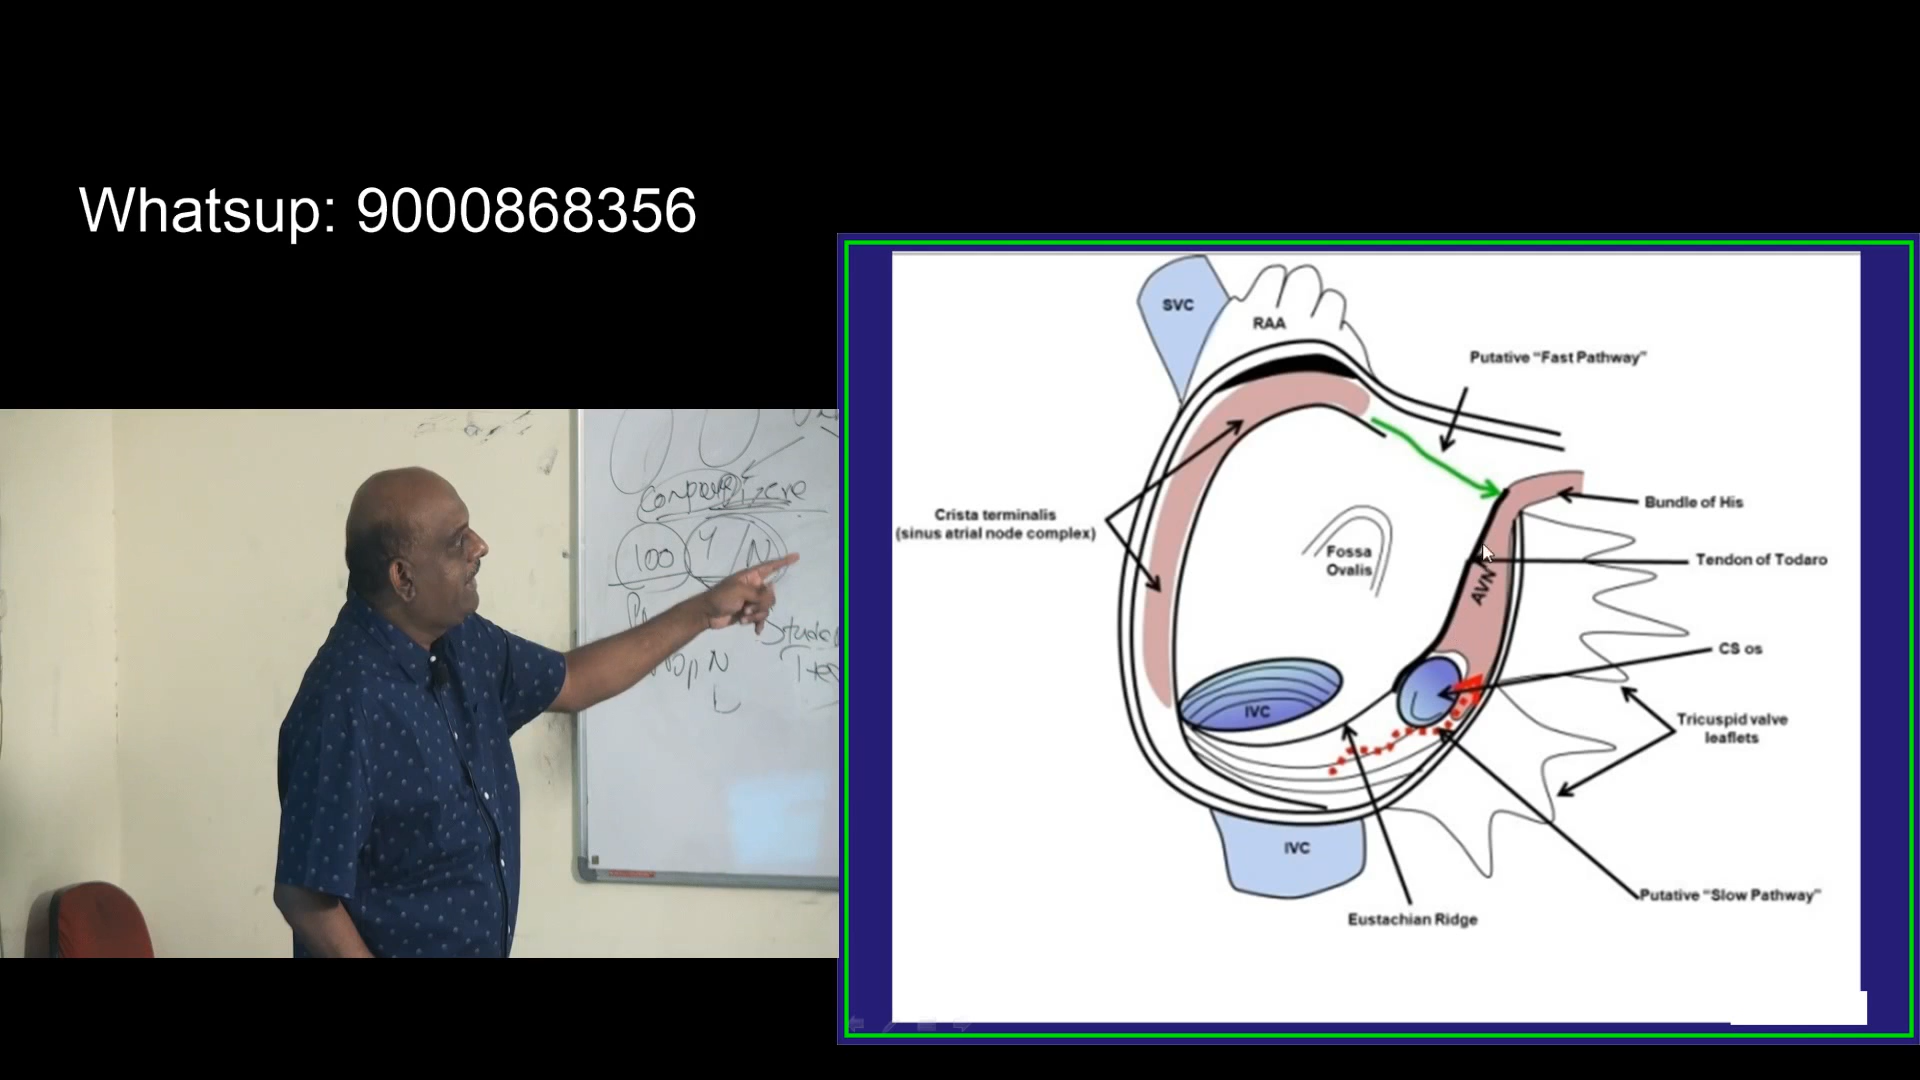 Whatsup: 9000868356
SVC
RAA
Putative "Fast Pathway"
Bundle of His
Crista terminalis
(sinus atrial node complex)
Fossa
Ovalis
Tendon of Todaro
AVN
CS os
IVC
Tricuspid valve
leaflets
IVC
Putative "Slow Pathway"
Eustachian Ridge
100
Y/N
N